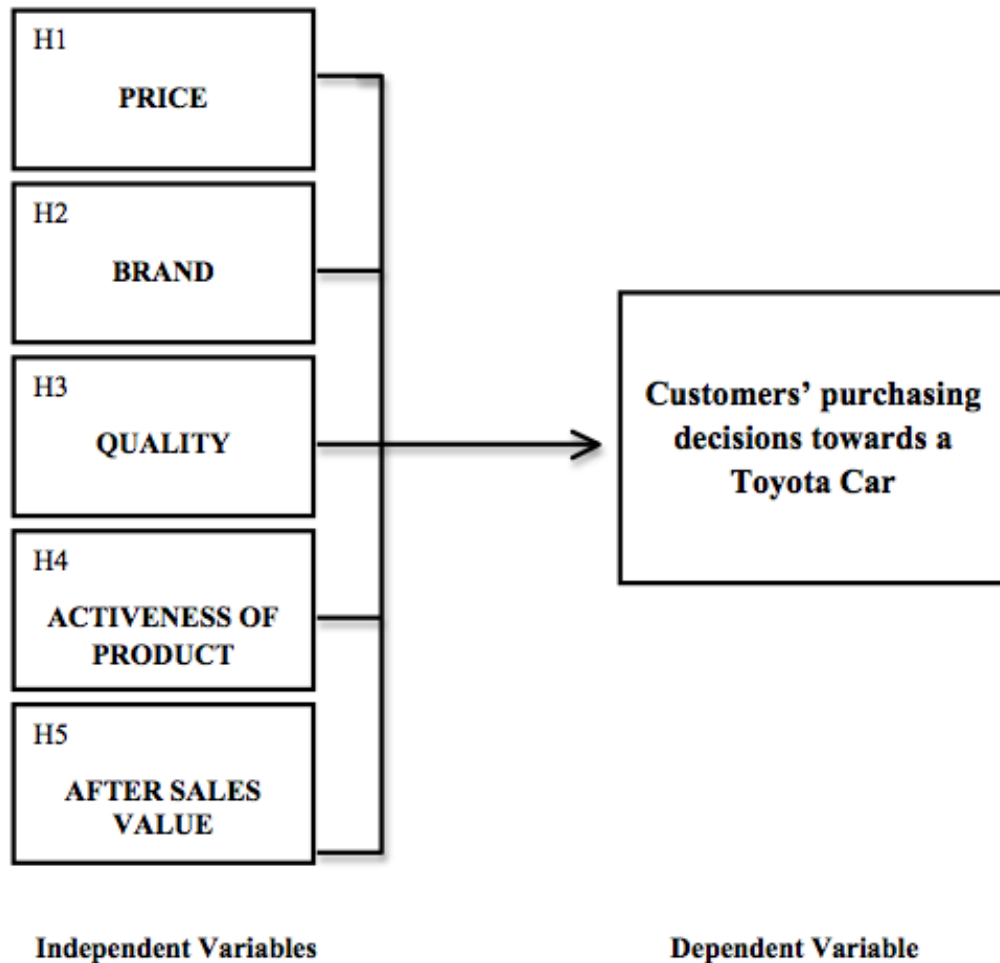 H1
PRICE
H2
BRAND
H3
QUALITY
H4
ACTIVENESS OF
PRODUCT
H5
AFTER SALES
VALUE
Customers’ purchasing
decisions towards a
Toyota Car
Independent Variables
Dependent Variable